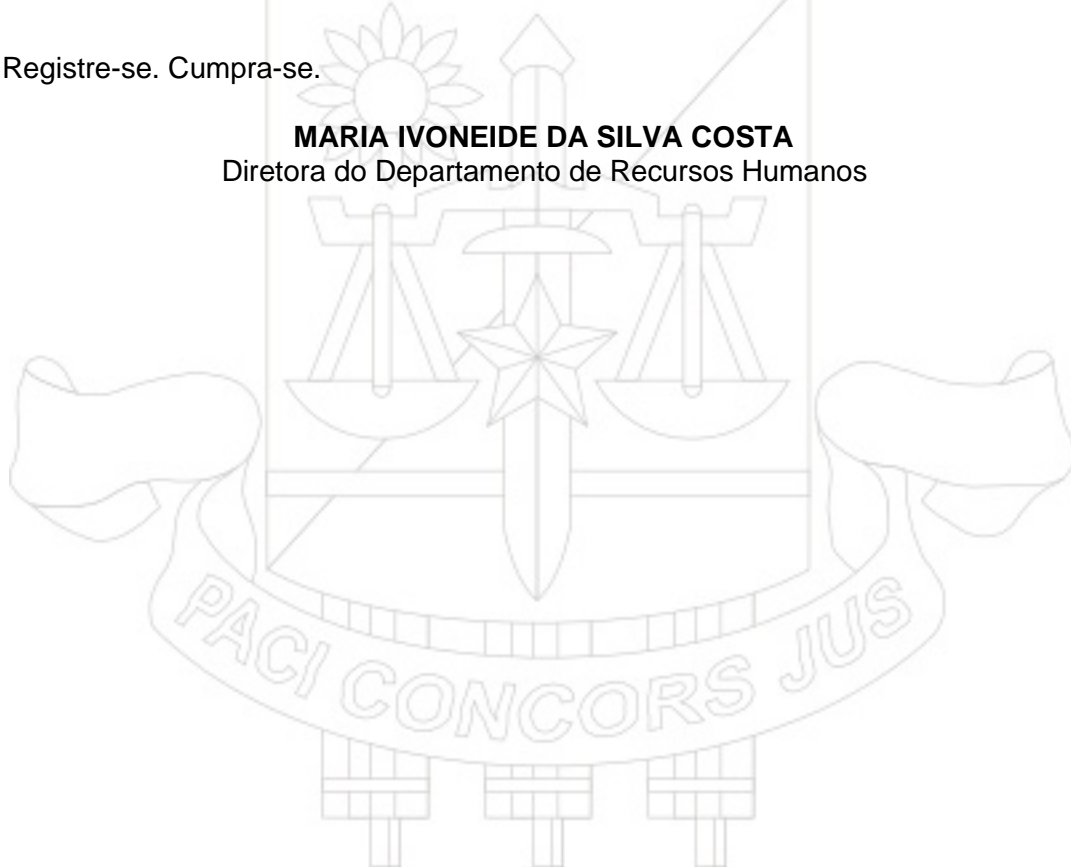 Registre-se. Cumpra-se.
MARIA IVONEIDE DA SILVA COSTA
Diretora do Departamento de Recursos Humanos
PACI CONCORS JUS